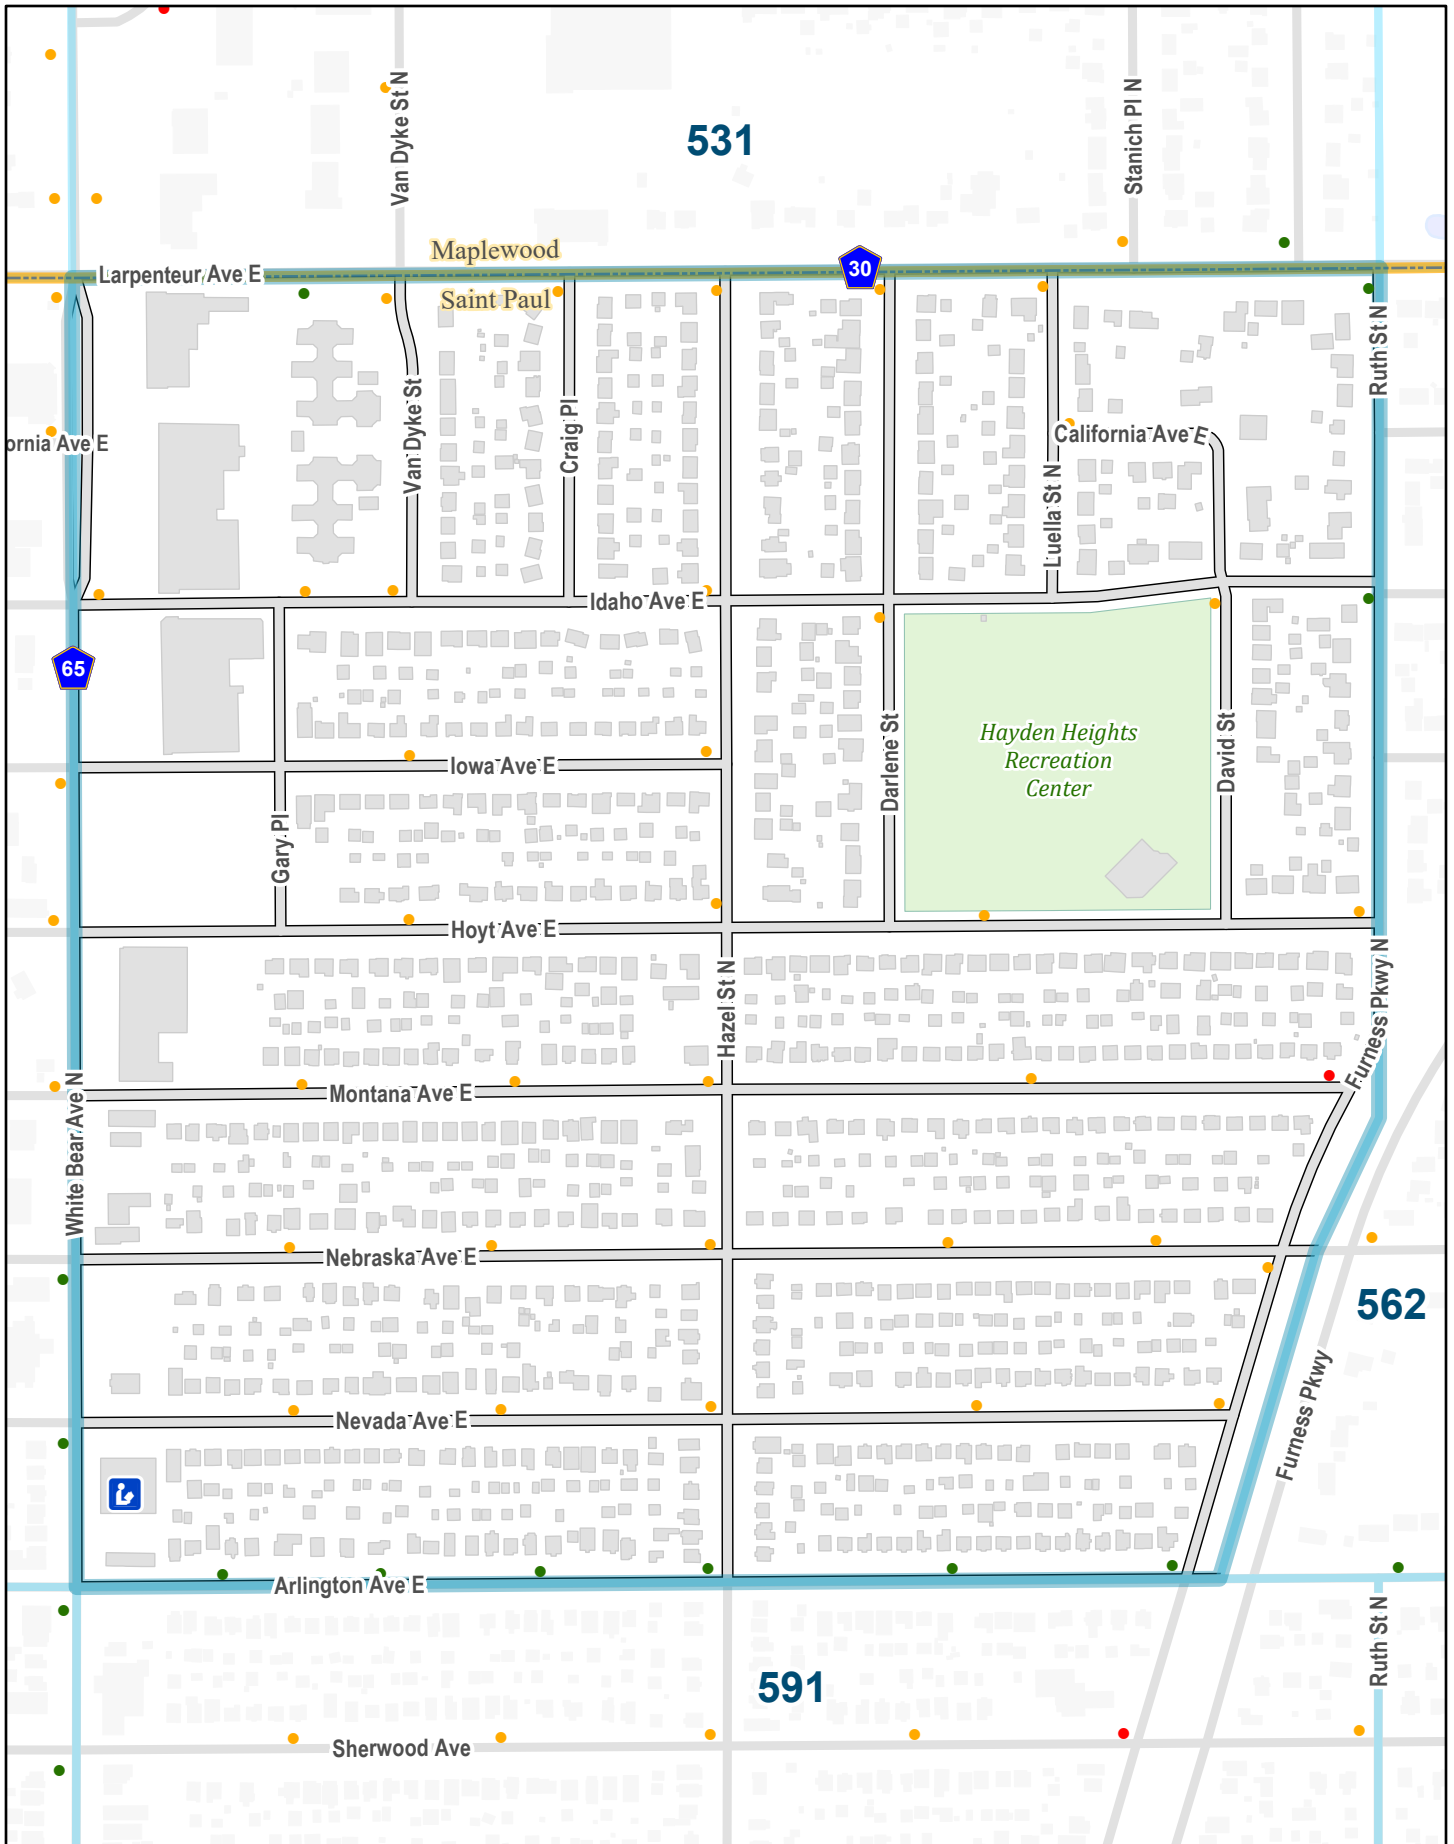 Van Dyke St N
Stanich Pl N
531
Maplewood
Larpenteur Ave E
30
Saint Paul
Ruth St N
Van Dyke St
Craig Pl
ornia Ave E
California Ave E
Luella St N
Idaho Ave E
65
Hayden Heights
Recreation
Center
Darlene St
David St
Iowa Ave E
Gary Pl
Hoyt Ave E
Hazel St N
Furness Pkwy N
Montana Ave E
White Bear Ave N
Nebraska Ave E
562
Furness Pkwy
Nevada Ave E
Arlington Ave E
Ruth St N
591
Sherwood Ave